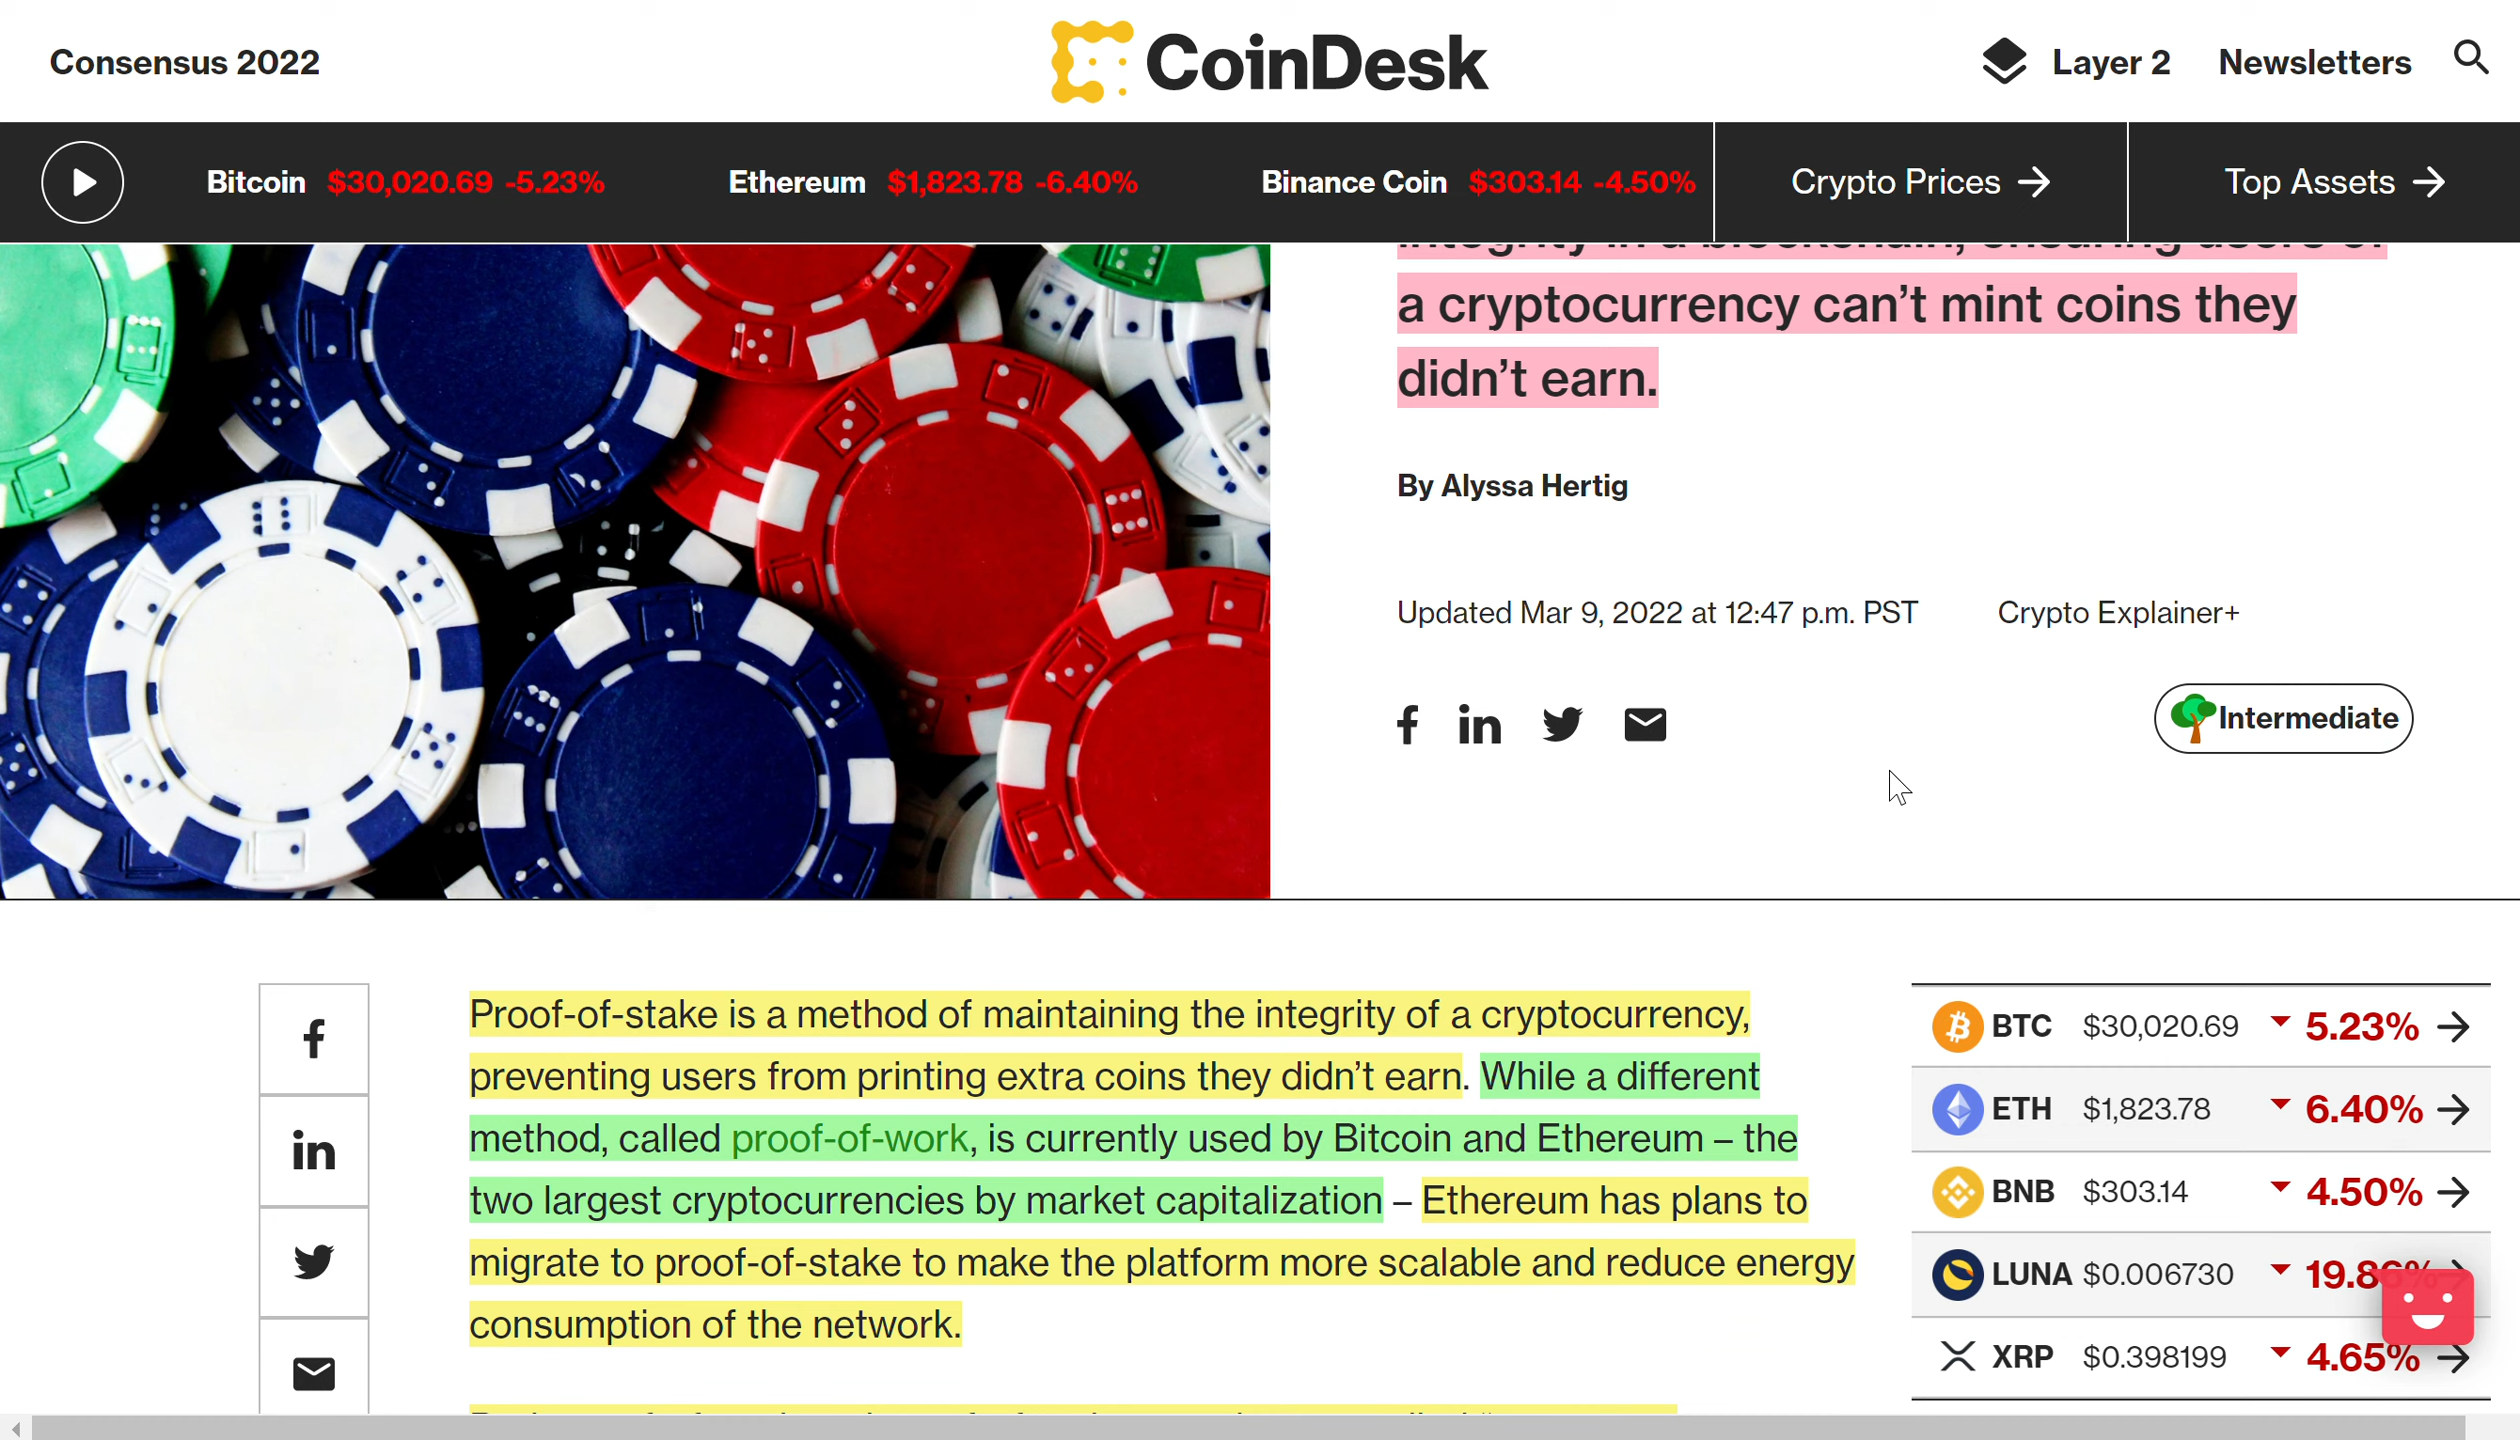 Consensus 2022
CoinDesk
Layer 2
Newsletters
Bitcoin $30,020.69 -5.23%
Ethereum $1,823.78 -6.40%
Binance Coin $303.14 -4.50%
Crypto Prices →
Top Assets →
integrity in a blockchain, ensuring users of
a cryptocurrency can’t mint coins they
didn’t earn.
By Alyssa Hertig
Updated Mar 9, 2022 at 12:47 p.m. PST
Crypto Explainer+
Intermediate
Proof-of-stake is a method of maintaining the integrity of a cryptocurrency,
preventing users from printing extra coins they didn’t earn. While a different
method, called proof-of-work, is currently used by Bitcoin and Ethereum – the
two largest cryptocurrencies by market capitalization – Ethereum has plans to
migrate to proof-of-stake to make the platform more scalable and reduce energy
consumption of the network.
BTC $30,020.69 5.23% →
ETH $1,823.78 6.40% →
BNB $303.14 4.50% →
LUNA $0.006730
XRP $0.398199 4.65% →